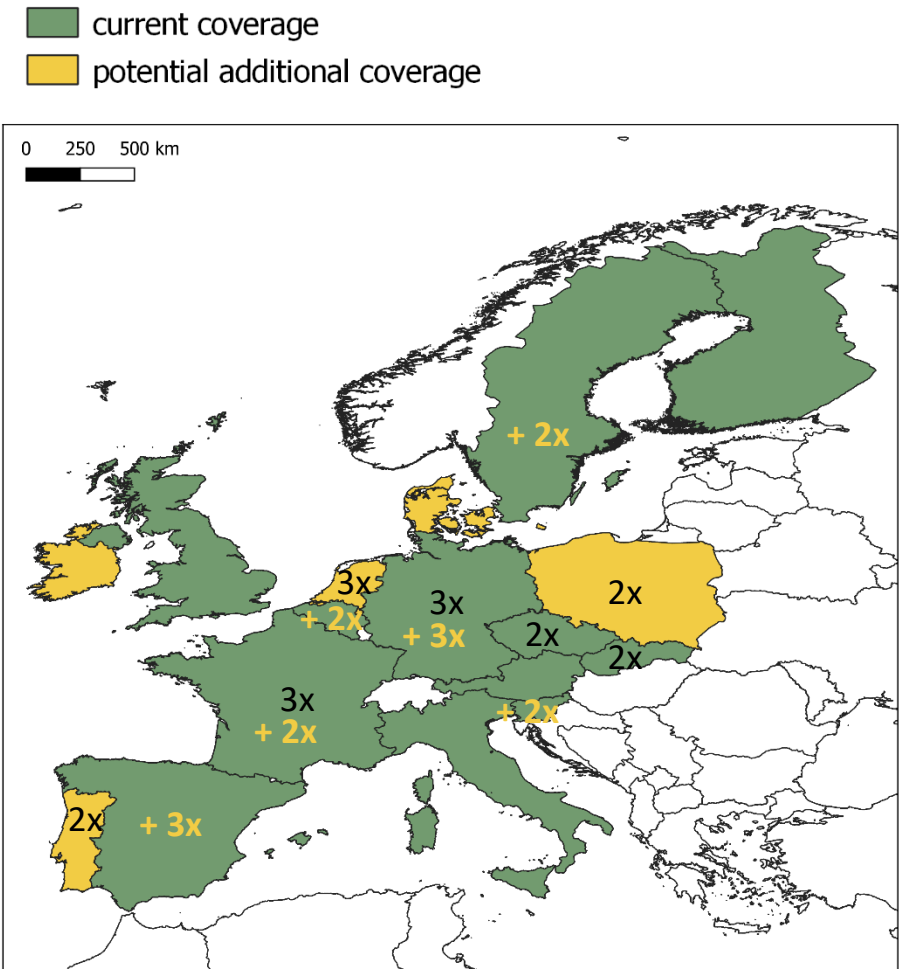 current coverage
potential additional coverage
0 250 500 km
+ 2x
3x
+ 2x
3x
+ 3x
2x
2x
2x
3x
+ 2x
+ 2x
2x
+ 3x